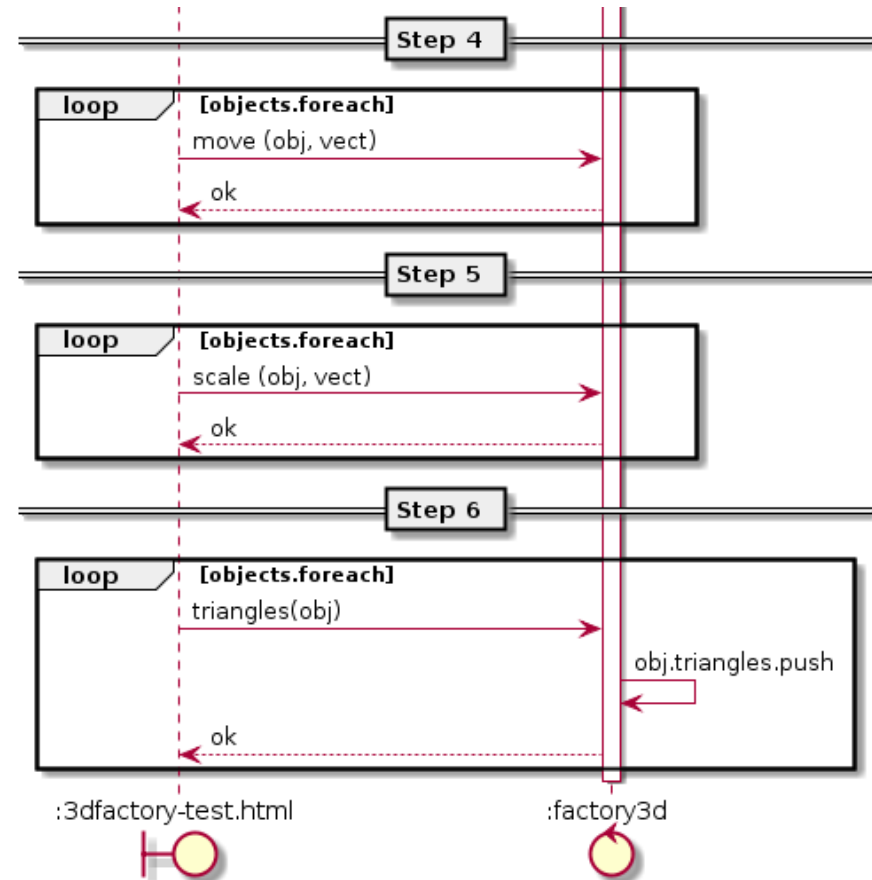 Step 4
loop [objects.foreach]
move (obj, vect)
ok
Step 5
loop [objects.foreach]
scale (obj, vect)
ok
Step 6
loop [objects.foreach]
triangles(obj)
obj.triangles.push
ok
:3dfactory-test.html :factory3d